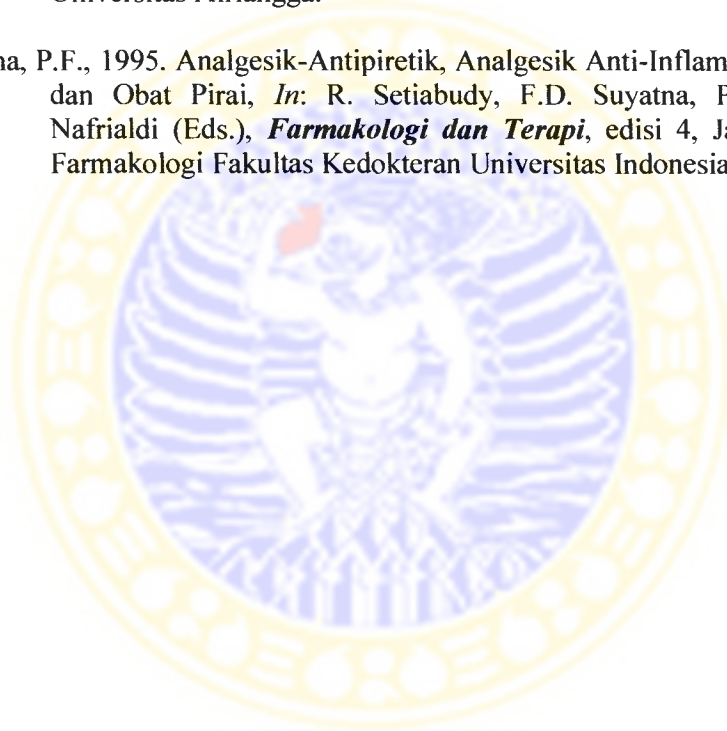 na, P.F., 1995. Analgesik-Antipiretik, Analgesik Anti-Inflam
dan Obat Pirai, In: R. Setiabudy, F.D. Suyatna, P
Nafrialdi (Eds.), Farmakologi dan Terapi, edisi 4, Ja
Farmakologi Fakultas Kedokteran Universitas Indonesia